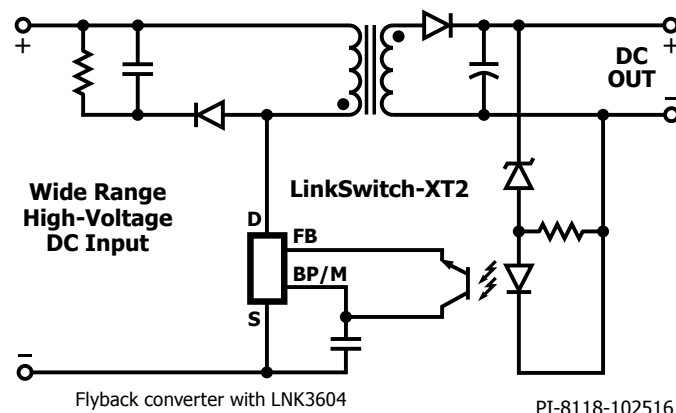 +
+
DC
OUT
–
Wide Range
High-Voltage
DC Input
LinkSwitch-XT2
D
FB
BP/M
S
–
Flyback converter with LNK3604
PI-8118-102516